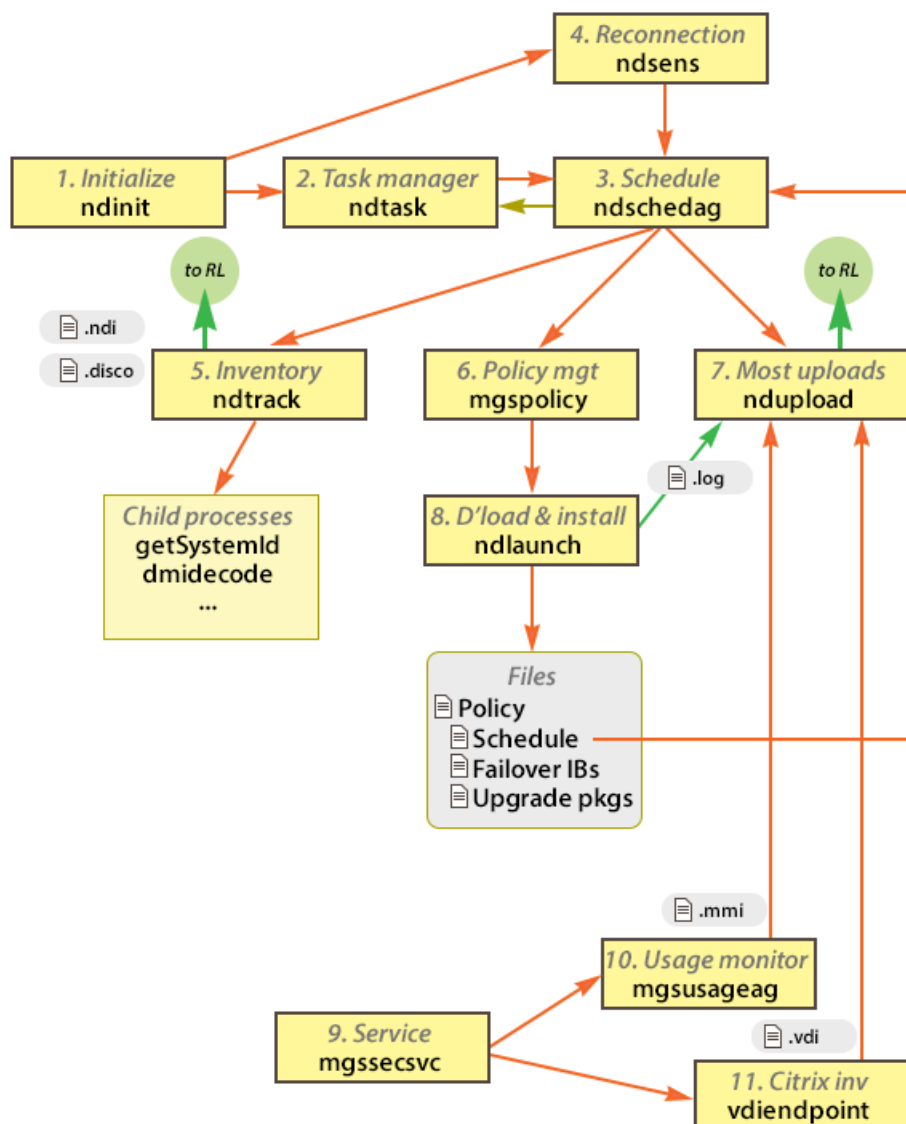 4. Reconnection
ndsens
1. Initialize
ndinit
2. Task manager
ndtask
3. Schedule
ndschedag
to RL
to RL
.ndi
.disco
5. Inventory
ndtrack
6. Policy mgt
mgspolicy
7. Most uploads
ndupload
.log
Child processes
getSystemId
dmidecode
...
8. D'load & install
ndlaunch
Files
Policy
Schedule
Failover IBs
Upgrade pkgs
.mmi
10. Usage monitor
mgsusageag
9. Service
mgssecsvc
.vdi
11. Citrix inv
vdiendpoint